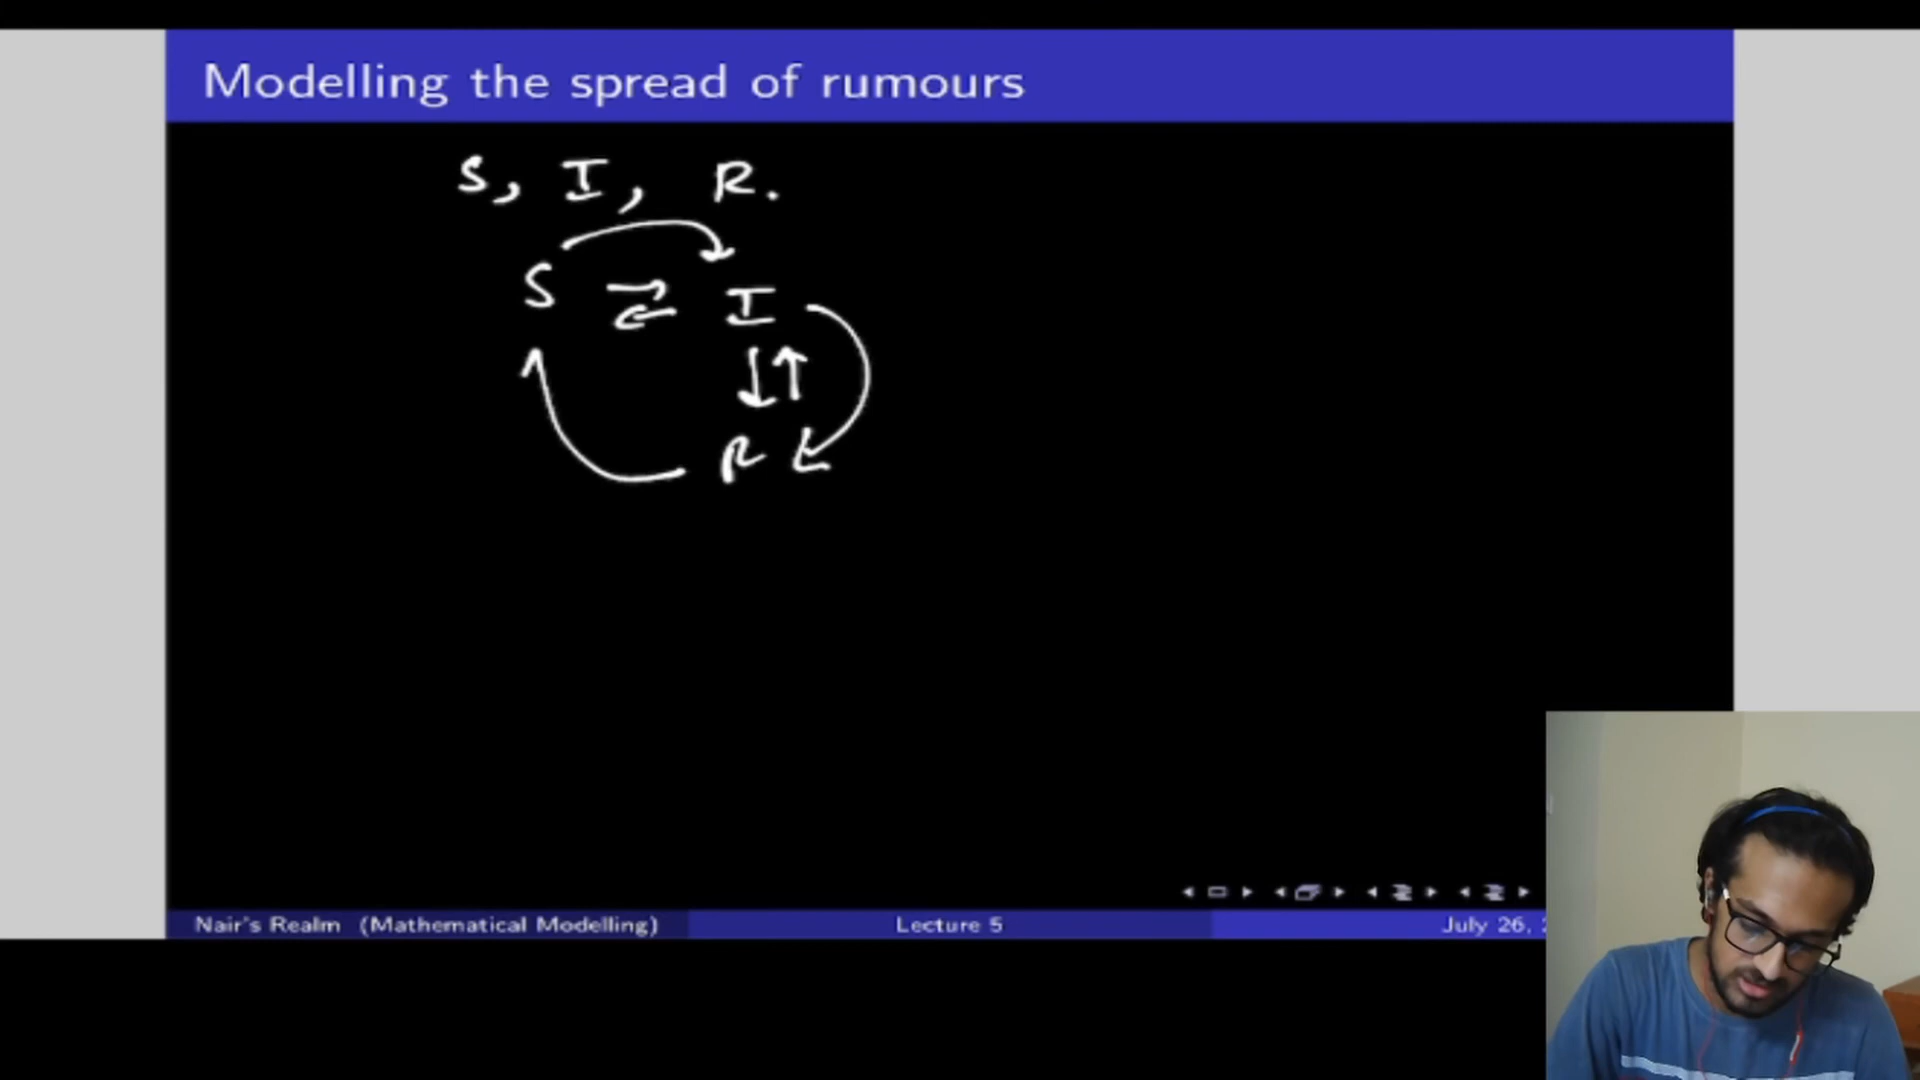 Modelling the spread of rumours
S, I, R.
S ⇌ I
↓↑
R
Nair's Realm (Mathematical Modelling) Lecture 5 July 26,